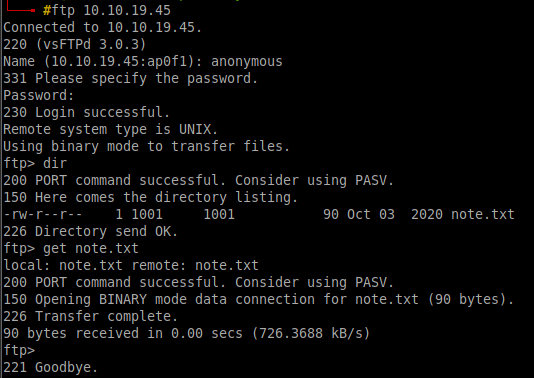 #ftp 10.10.19.45
Connected to 10.10.19.45.
220 (vsFTPd 3.0.3)
Name (10.10.19.45:ap0f1): anonymous
331 Please specify the password.
Password:
230 Login successful.
Remote system type is UNIX.
Using binary mode to transfer files.
ftp> dir
200 PORT command successful. Consider using PASV.
150 Here comes the directory listing.
-rw-r--r--    1 1001     1001           90 Oct 03  2020 note.txt
226 Directory send OK.
ftp> get note.txt
local: note.txt remote: note.txt
200 PORT command successful. Consider using PASV.
150 Opening BINARY mode data connection for note.txt (90 bytes).
226 Transfer complete.
90 bytes received in 0.00 secs (726.3688 kB/s)
ftp>
221 Goodbye.